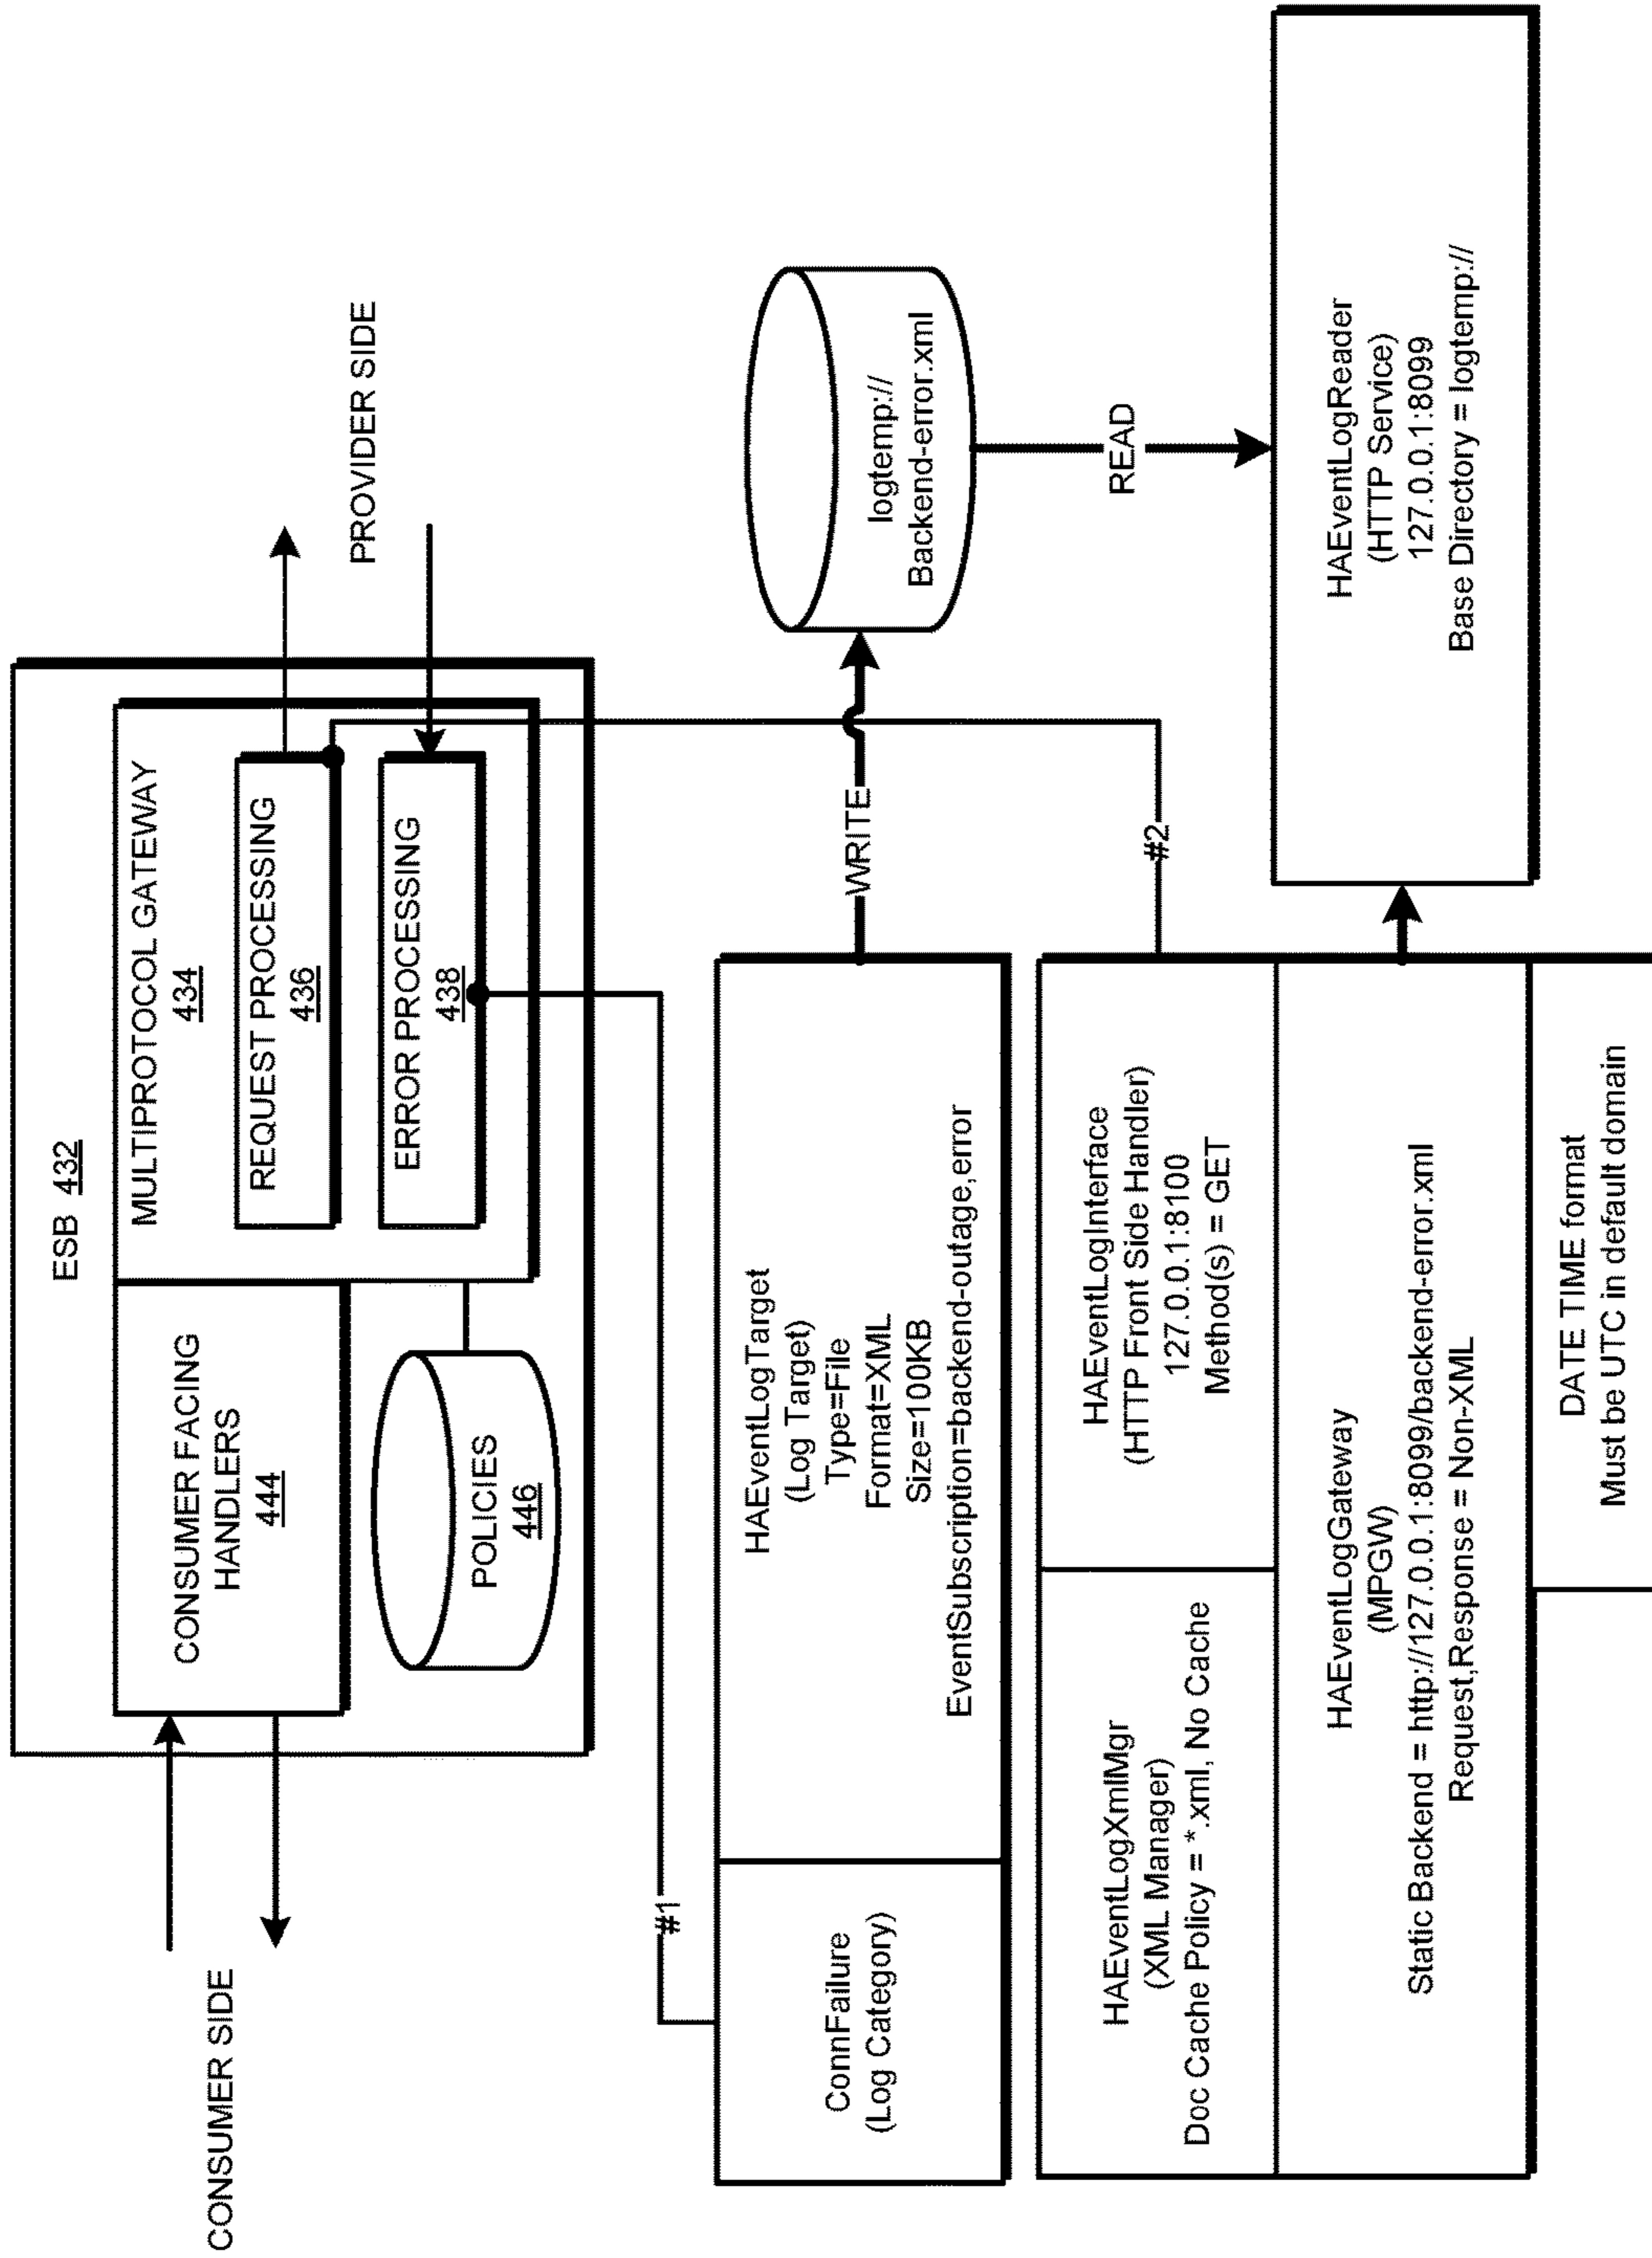 CONSUMER SIDE
ESB 432
CONSUMER FACING
HANDLERS
444
MULTIPROTOCOL GATEWAY
434
REQUEST PROCESSING
436
ERROR PROCESSING
438
POLICIES
446
PROVIDER SIDE
#1
ConnFailure
(Log Category)
HAEventLogTarget
(Log Target)
Type=File
Format=XML
Size=100KB
EventSubscription=backend-outage,error
WRITE
logtemp://
Backend-error.xml
READ
#2
HAEventLogXmlMgr
(XML Manager)
Doc Cache Policy = *.xml, No Cache
HAEventLogInterface
(HTTP Front Side Handler)
127.0.0.1:8100
Method(s) = GET
HAEventLogGateway
(MPGW)
Static Backend = http://127.0.0.1:8099/backend-error.xml
Request,Response = Non-XML
HAEventLogReader
(HTTP Service)
127.0.0.1:8099
Base Directory = logtemp://
DATE TIME format
Must be UTC in default domain